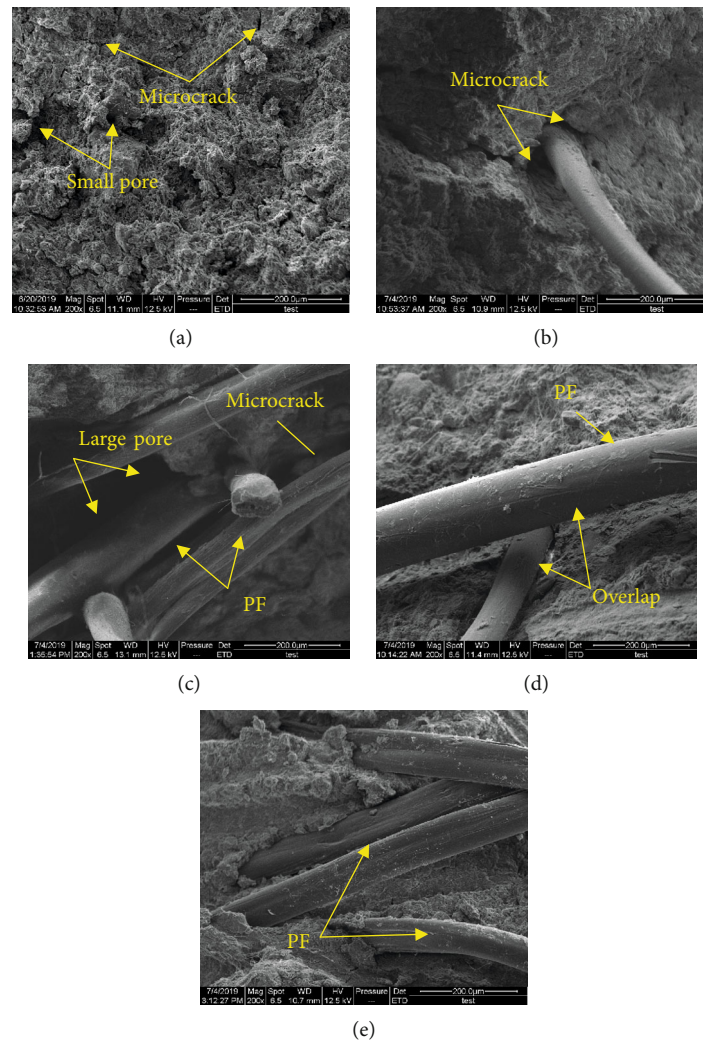 Microcrack
Small pore
6/20/2019 Mag Spot WD HV Pressure Det 200.0µm
10:32:53 AM 200x 6.5 11.1 mm 12.5 kV --- ETD test
(a)
Microcrack
7/4/2019 Mag Spot WD HV Pressure Det 200.0µm
10:53:37 AM 200x 6.5 10.9 mm 12.5 kV --- ETD test
(b)
Microcrack
Large pore
PF
7/4/2019 Mag Spot WD HV Pressure Det 200.0µm
1:35:54 PM 200x 6.5 13.1 mm 12.5 kV --- ETD test
(c)
PF
Overlap
7/4/2019 Mag Spot WD HV Pressure Det 200.0µm
10:14:22 AM 200x 6.5 11.4 mm 12.5 kV --- ETD test
(d)
PF
7/4/2019 Mag Spot WD HV Pressure Det 200.0µm
3:12:27 PM 200x 6.5 10.7 mm 12.5 kV --- ETD test
(e)